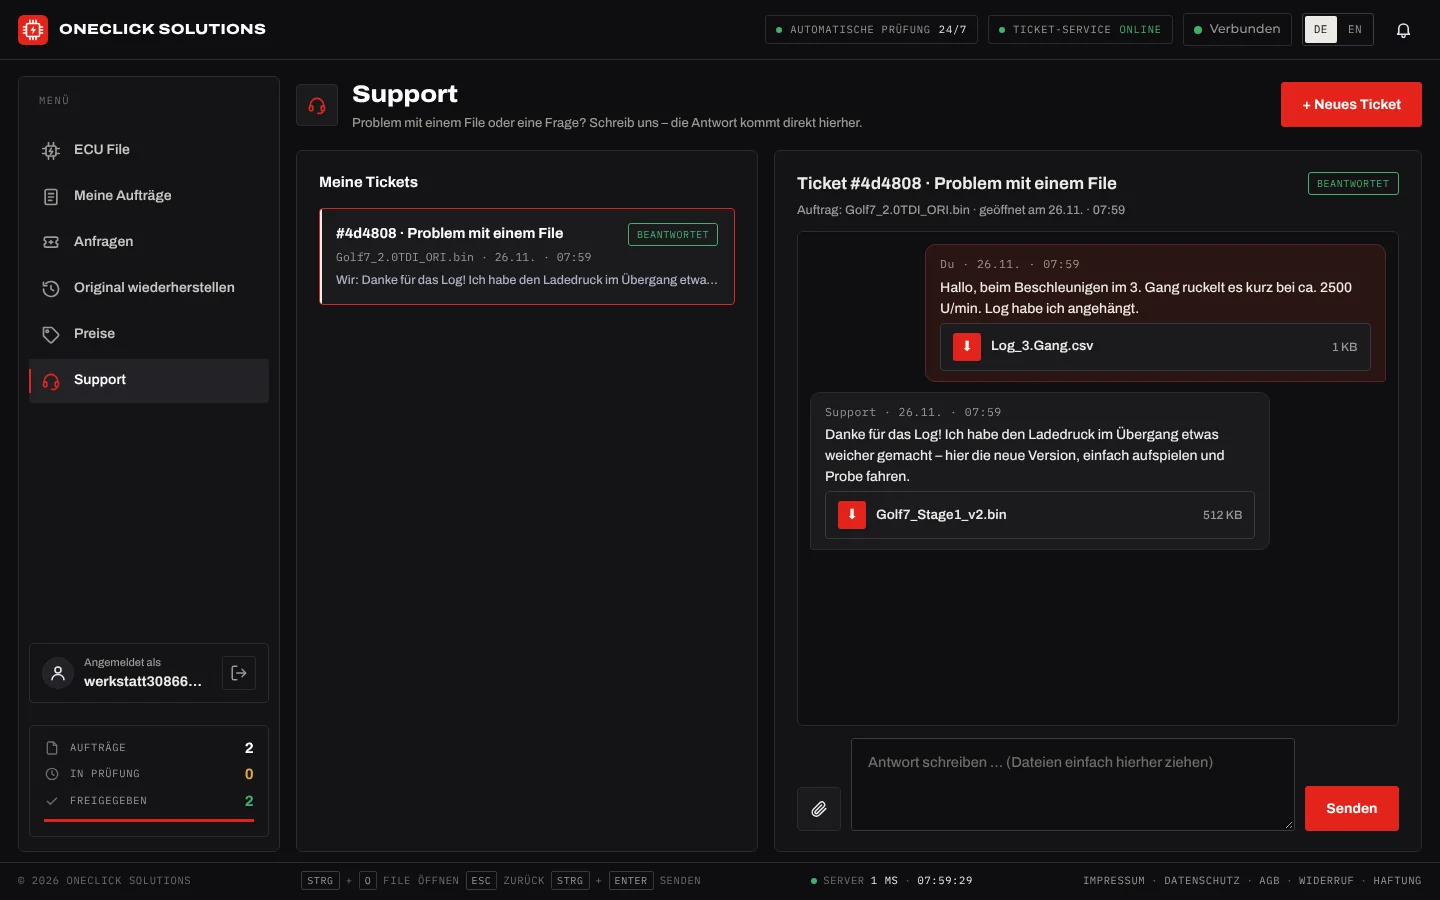 ONECLICK SOLUTIONS
AUTOMATISCHE PRÜFUNG 24/7
TICKET-SERVICE ONLINE
Verbunden
DE EN
MENÜ
ECU File
Meine Aufträge
Anfragen
Original wiederherstellen
Preise
Support
Angemeldet als
werkstatt30866...
AUFTRÄGE 2
IN PRÜFUNG 0
FREIGEGEBEN 2
Support
Problem mit einem File oder eine Frage? Schreib uns – die Antwort kommt direkt hierher.
+ Neues Ticket
Meine Tickets
#4d4808 · Problem mit einem File
BEANTWORTET
Golf7_2.0TDI_ORI.bin · 26.11. · 07:59
Wir: Danke für das Log! Ich habe den Ladedruck im Übergang etwa...
Ticket #4d4808 · Problem mit einem File
BEANTWORTET
Auftrag: Golf7_2.0TDI_ORI.bin · geöffnet am 26.11. · 07:59
Du · 26.11. · 07:59
Hallo, beim Beschleunigen im 3. Gang ruckelt es kurz bei ca. 2500
U/min. Log habe ich angehängt.
Log_3.Gang.csv 1 KB
Support · 26.11. · 07:59
Danke für das Log! Ich habe den Ladedruck im Übergang etwas
weicher gemacht – hier die neue Version, einfach aufspielen und
Probe fahren.
Golf7_Stage1_v2.bin 512 KB
Antwort schreiben ... (Dateien einfach hierher ziehen)
Senden
© 2026 ONECLICK SOLUTIONS
STRG + O FILE ÖFFNEN ESC ZURÜCK STRG + ENTER SENDEN
SERVER 1 MS · 07:59:29
IMPRESSUM · DATENSCHUTZ · AGB · WIDERRUF · HAFTUNG